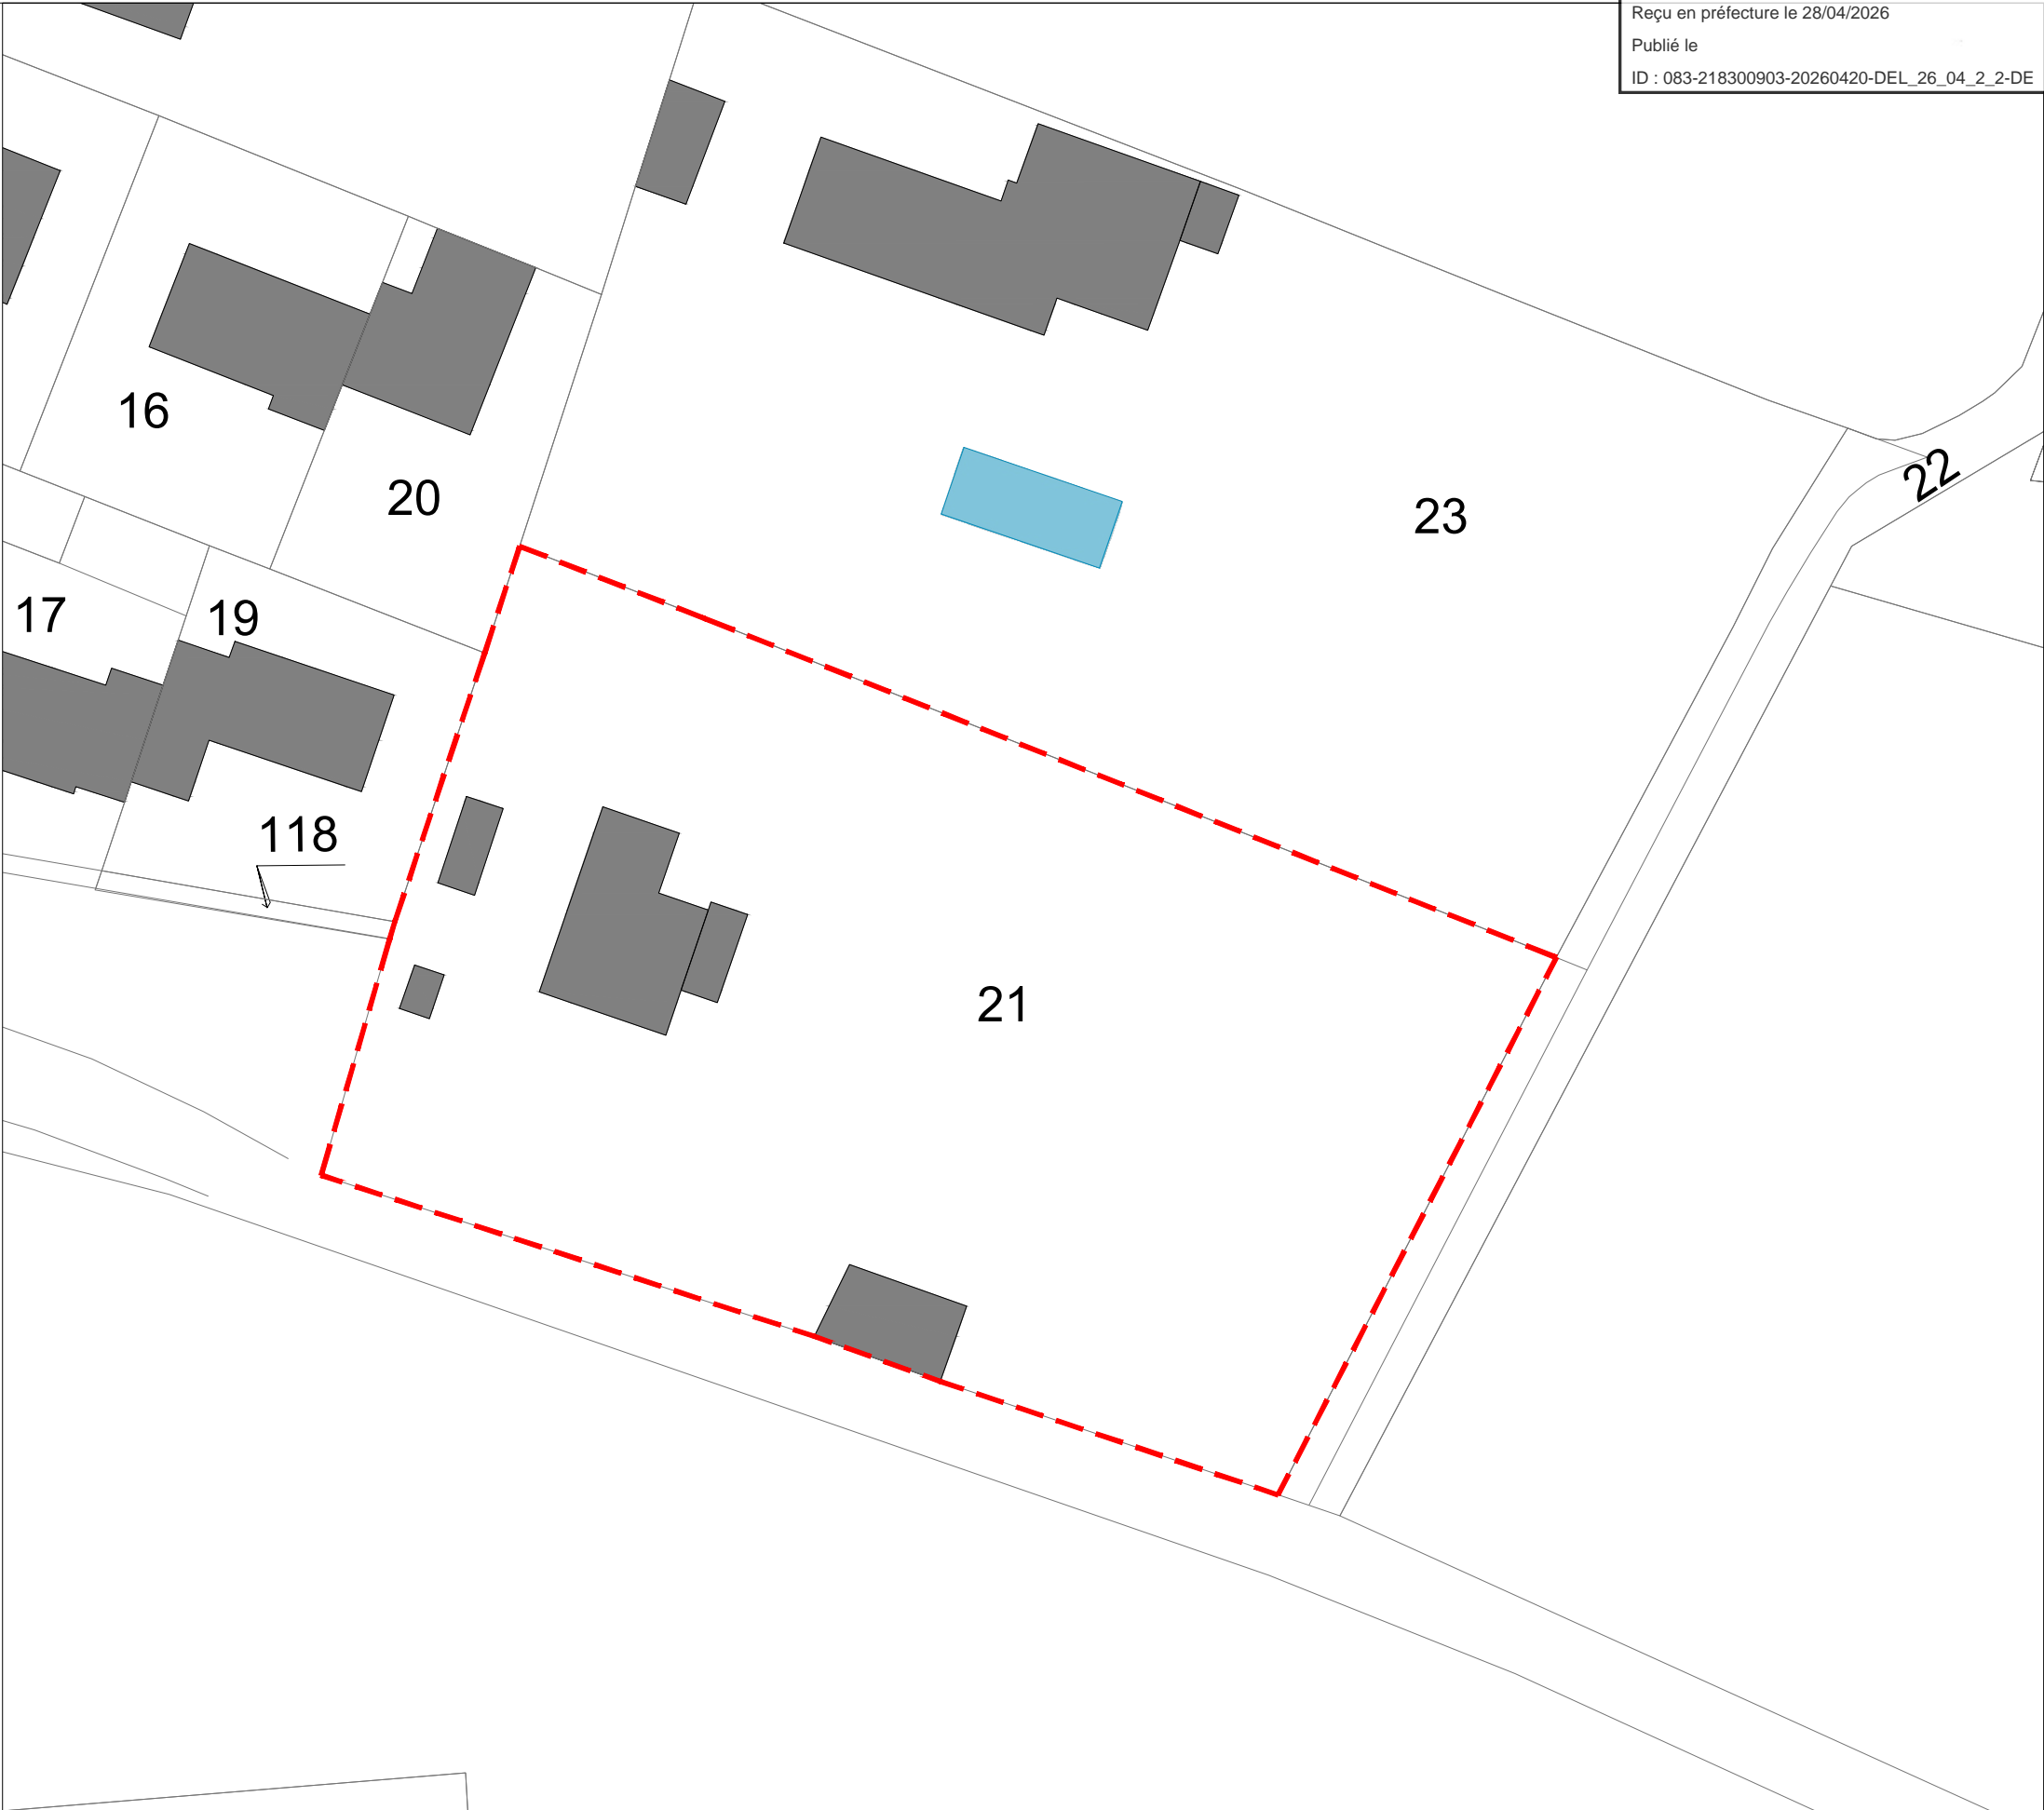 Reçu en préfecture le 28/04/2026
Publié le
ID : 083-218300903-20260420-DEL_26_04_2_2-DE
16
20
23
22
17
19
118
21